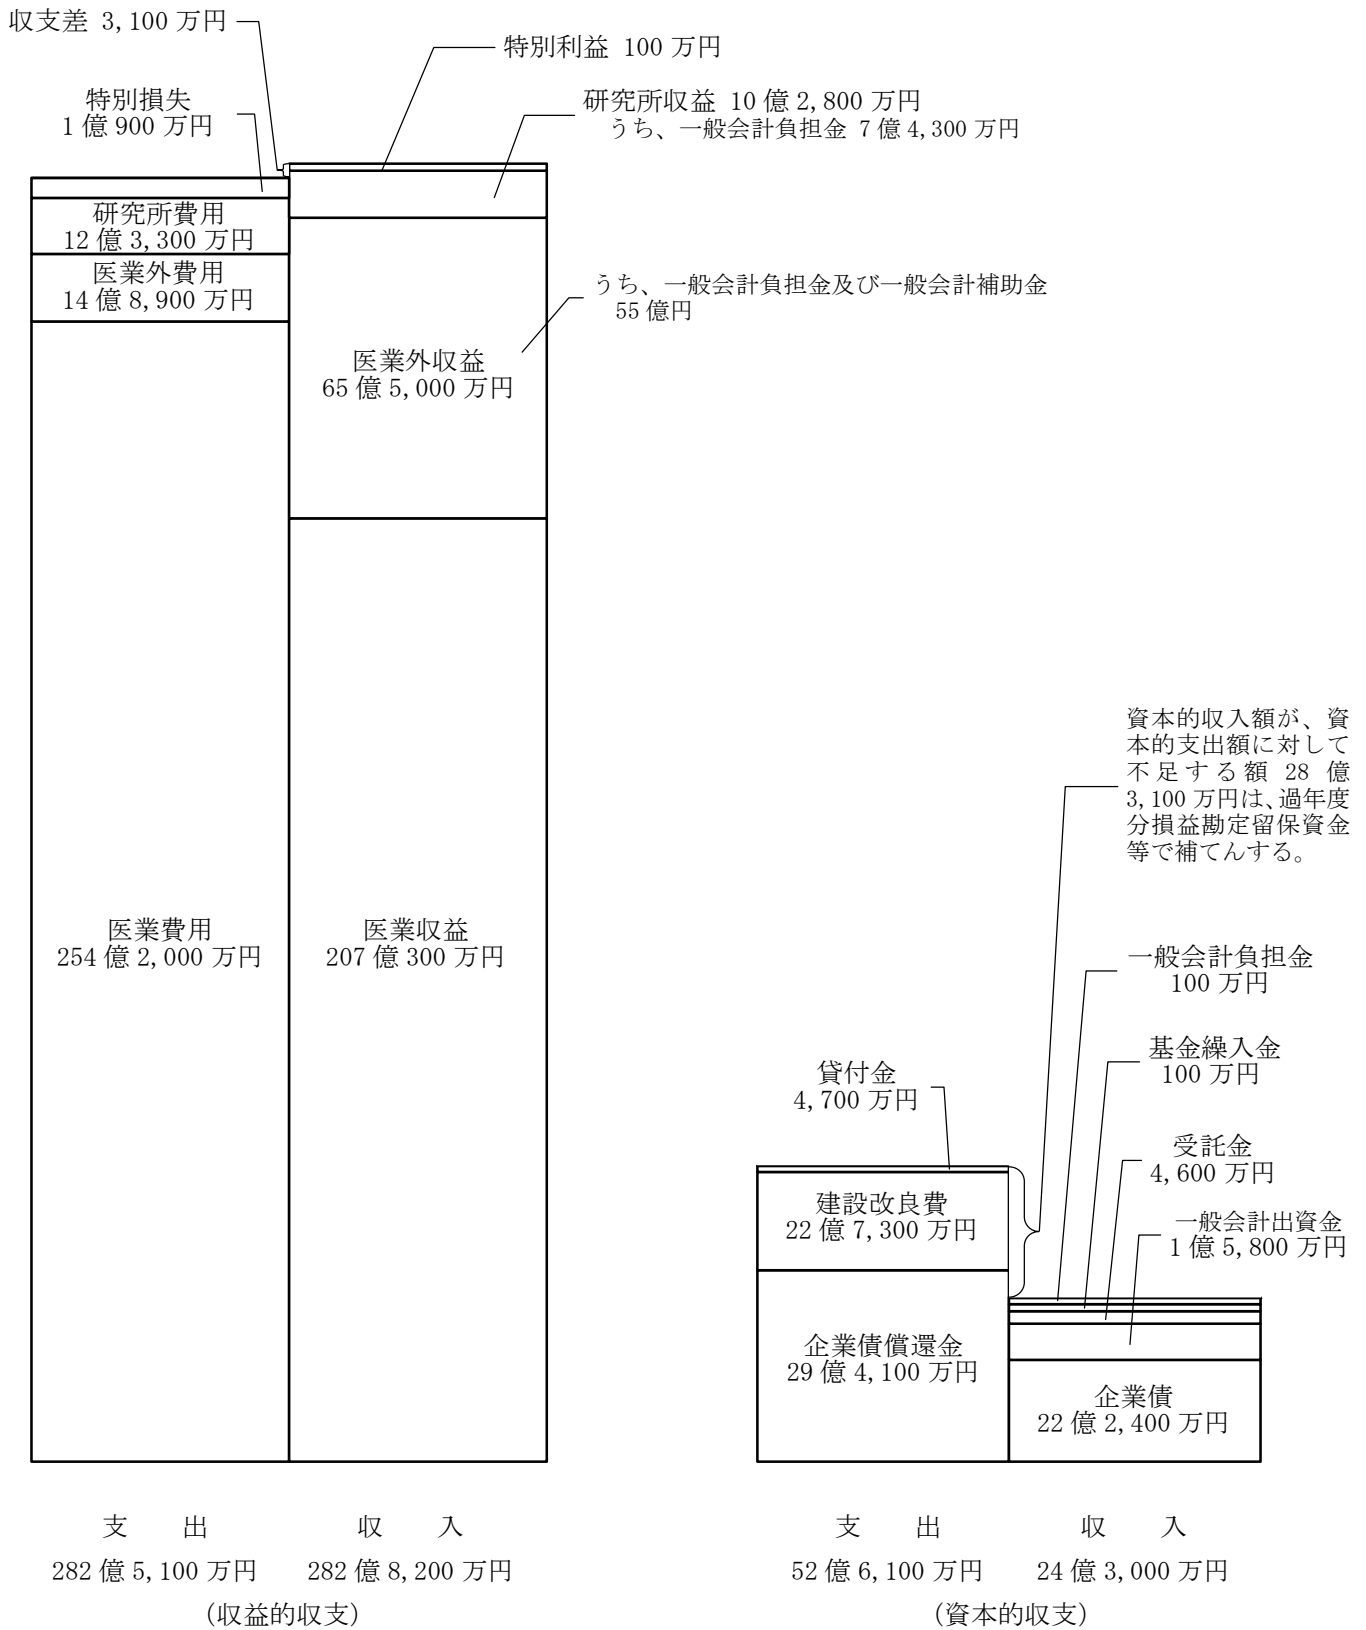 収支差 3,100 万円
特別利益 100 万円
特別損失
1 億 900 万円
研究所収益 10 億 2,800 万円
うち、一般会計負担金 7 億 4,300 万円
研究所費用
12 億 3,300 万円
医業外費用
14 億 8,900 万円
うち、一般会計負担金及び一般会計補助金
55 億円
医業外収益
65 億 5,000 万円
医業費用
254 億 2,000 万円
医業収益
207 億 300 万円
支 出
282 億 5,100 万円
収 入
282 億 8,200 万円
(収益的収支)
資本的収入額が、資
本的支出額に対して
不足する額 28 億
3,100 万円は、過年度
分損益勘定留保資金
等で補てんする。
一般会計負担金
100 万円
基金繰入金
100 万円
貸付金
4,700 万円
受託金
4,600 万円
建設改良費
22 億 7,300 万円
一般会計出資金
1 億 5,800 万円
企業債償還金
29 億 4,100 万円
企業債
22 億 2,400 万円
支 出
52 億 6,100 万円
収 入
24 億 3,000 万円
(資本的収支)